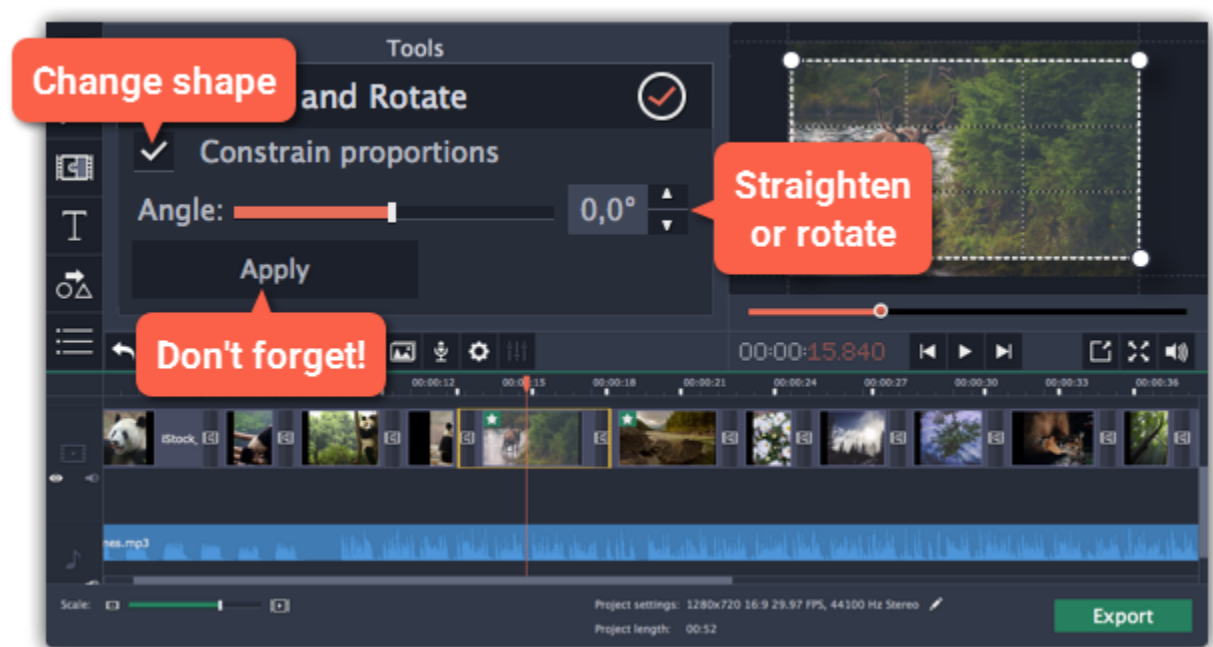 Tools
Change shape
and Rotate
Constrain proportions
Angle:
0,0°
Straighten
or rotate
T
Apply
Don't forget!
00:00:15.840
00:00:12
00:00:15
00:00:18
00:00:21
00:00:24
00:00:27
00:00:30
00:00:33
00:00:36
iStock_
nes.mp3
Scale:
Project settings: 1280x720 16:9 29.97 FPS, 44100 Hz Stereo
Project length: 00:52
Export